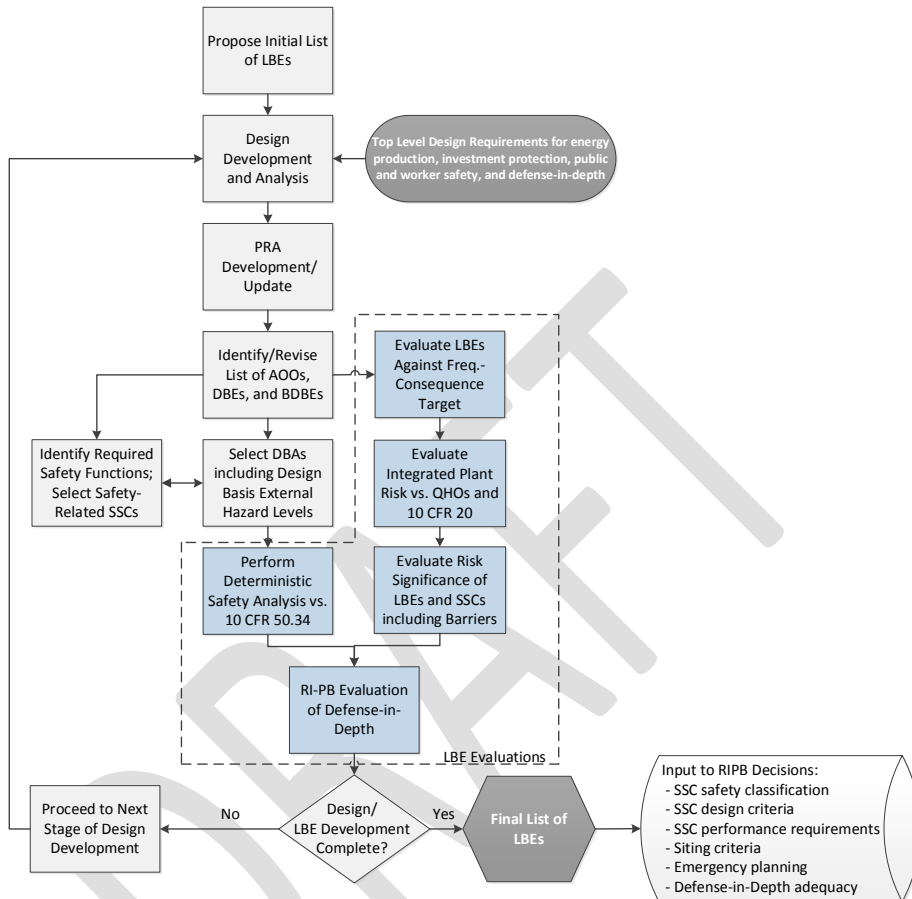 Propose Initial List
of LBEs
Design
Development
and Analysis
Top Level Design Requirements for energy
production, investment protection, public
and worker safety, and defense-in-depth
PRA
Development/
Update
Identify/Revise
List of AOOs,
DBEs, and BDBEs
Evaluate LBEs
Against Freq.-
Consequence
Target
Identify Required
Safety Functions;
Select Safety-
Related SSCs
Select DBAs
including Design
Basis External
Hazard Levels
Evaluate
Integrated Plant
Risk vs. QHOs and
10 CFR 20
Perform
Deterministic
Safety Analysis vs.
10 CFR 50.34
Evaluate Risk
Significance of
LBEs and SSCs
including Barriers
RI-PB Evaluation
of Defense-in-
Depth
LBE Evaluations
Proceed to Next
Stage of Design
Development
No
Design/
LBE Development
Complete?
Yes
Final List of
LBEs
Input to RIPB Decisions:
- SSC safety classification
- SSC design criteria
- SSC performance requirements
- Siting criteria
- Emergency planning
- Defense-in-Depth adequacy
DRAFT